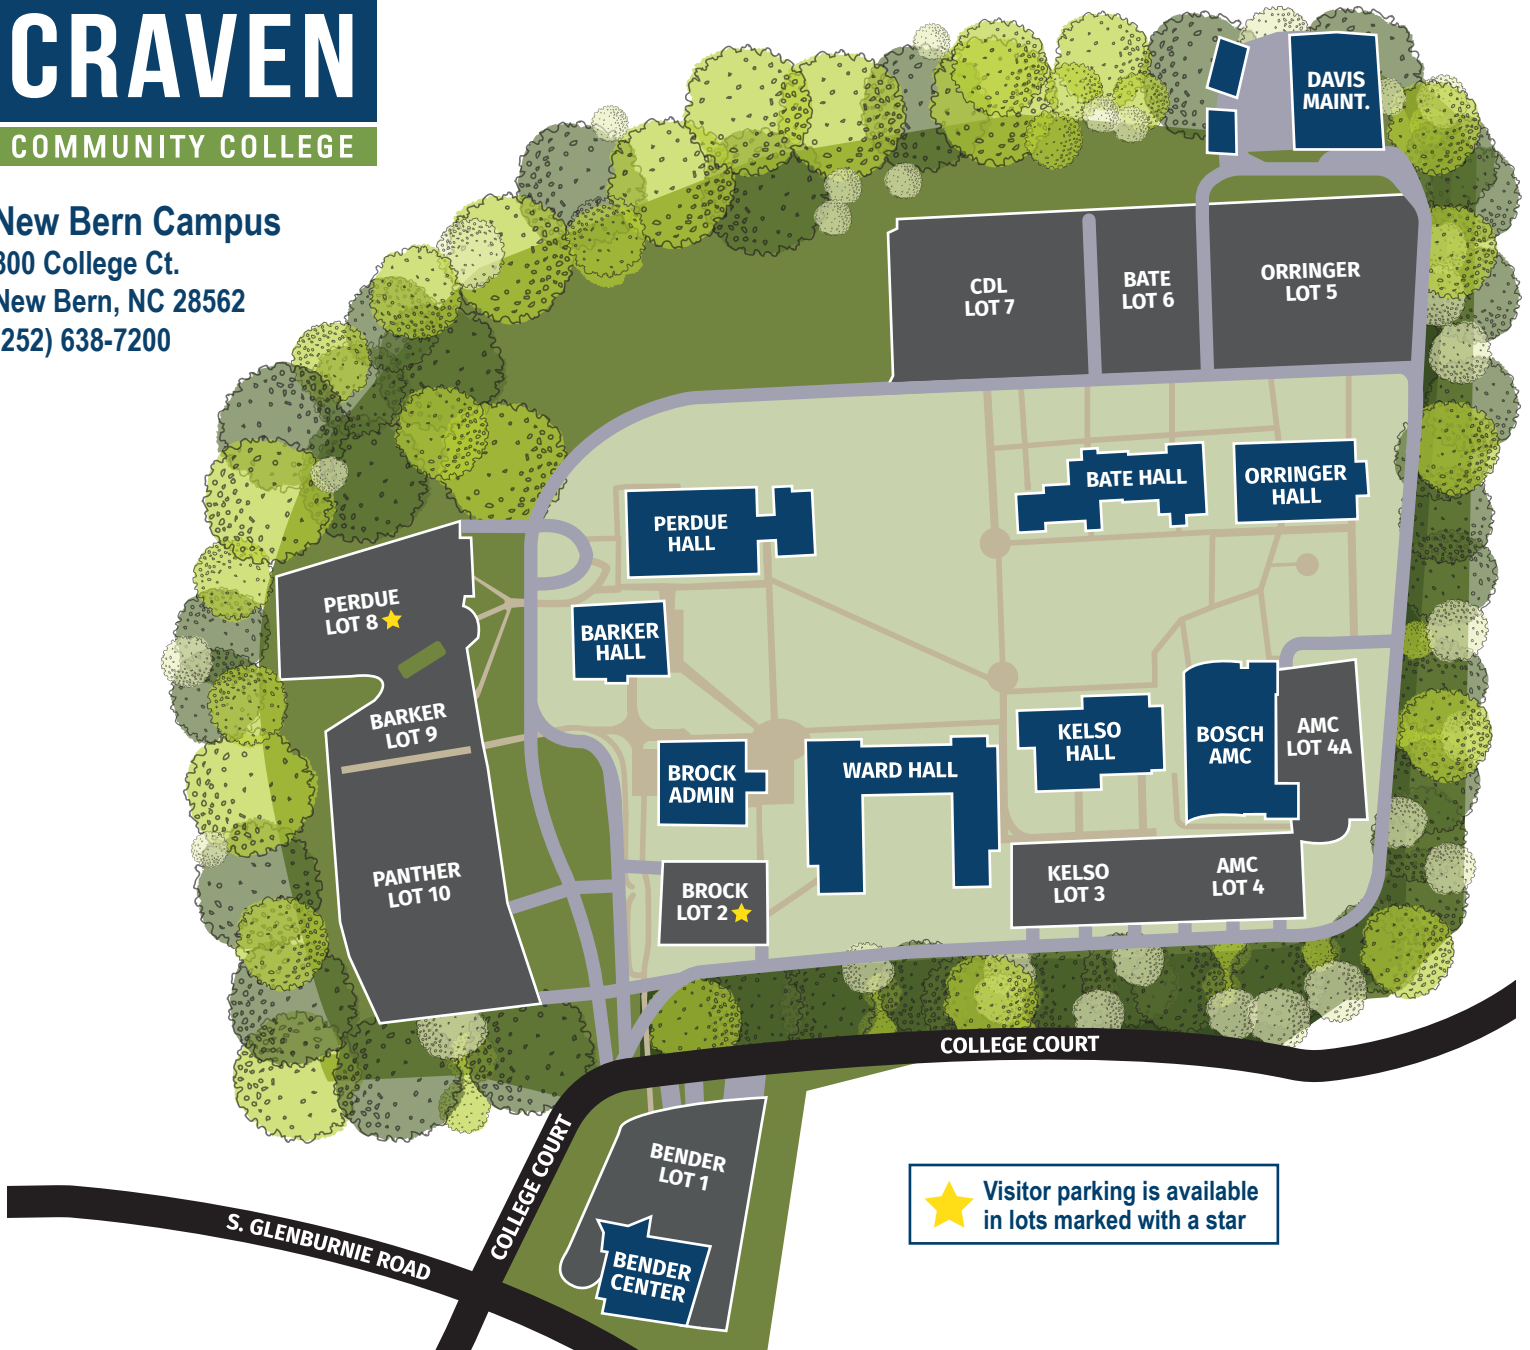 CRAVEN
COMMUNITY COLLEGE
New Bern Campus
800 College Ct.
New Bern, NC 28562
252) 638-7200
DAVIS
MAINT.
CDL
LOT 7
BATE
LOT 6
ORRINGER
LOT 5
PERDUE
HALL
BATE HALL
ORRINGER
HALL
PERDUE
LOT 8
BARKER
HALL
BARKER
LOT 9
BROCK
ADMIN
WARD HALL
KELSO
HALL
BOSCH
AMC
AMC
LOT 4A
PANTHER
LOT 10
BROCK
LOT 2
KELSO
LOT 3
AMC
LOT 4
COLLEGE COURT
COLLEGE COURT
BENDER
LOT 1
S. GLENBURNIE ROAD
BENDER
CENTER
Visitor parking is available
in lots marked with a star